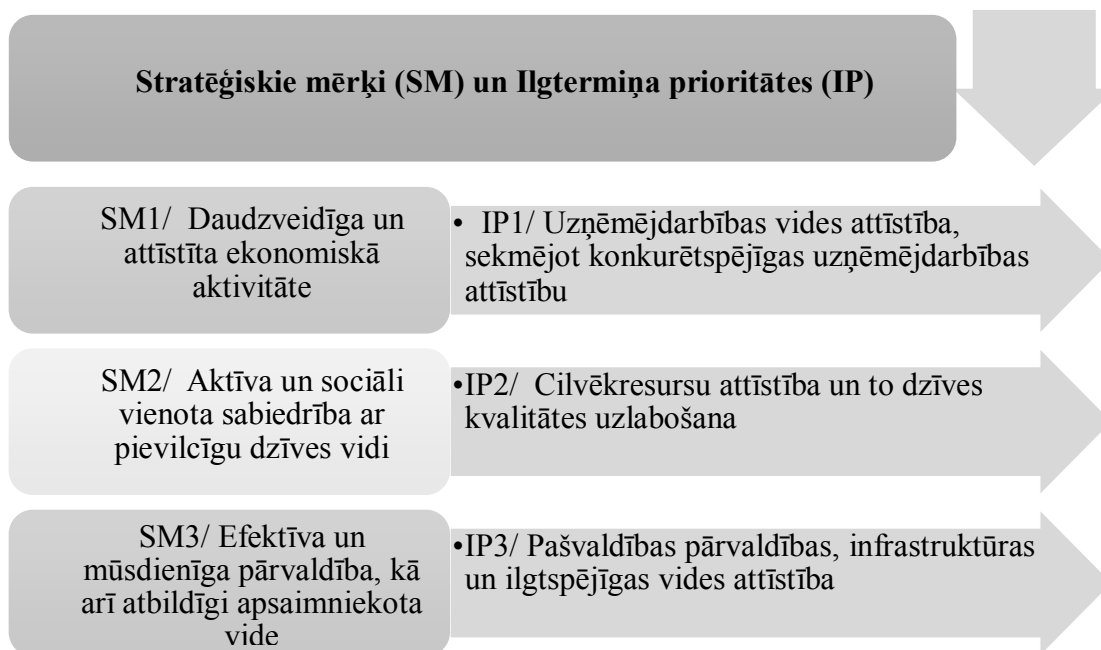 Stratēģiskie mērķi (SM) un Ilgtermiņa prioritātes (IP)
SM1/ Daudzveidīga un
attīstīta ekonomiskā
aktivitāte
• IP1/ Uzņēmējdarbības vides attīstība,
sekmējot konkurētspējīgas uzņēmējdarbības
attīstību
SM2/ Aktīva un sociāli
vienota sabiedrība ar
pievilcīgu dzīves vidi
•IP2/ Cilvēkresursu attīstība un to dzīves
kvalitātes uzlabošana
SM3/ Efektīva un
mūsdienīga pārvaldība, kā
arī atbildīgi apsaimniekota
vide
•IP3/ Pašvaldības pārvaldības, infrastruktūras
un ilgtspējīgas vides attīstība